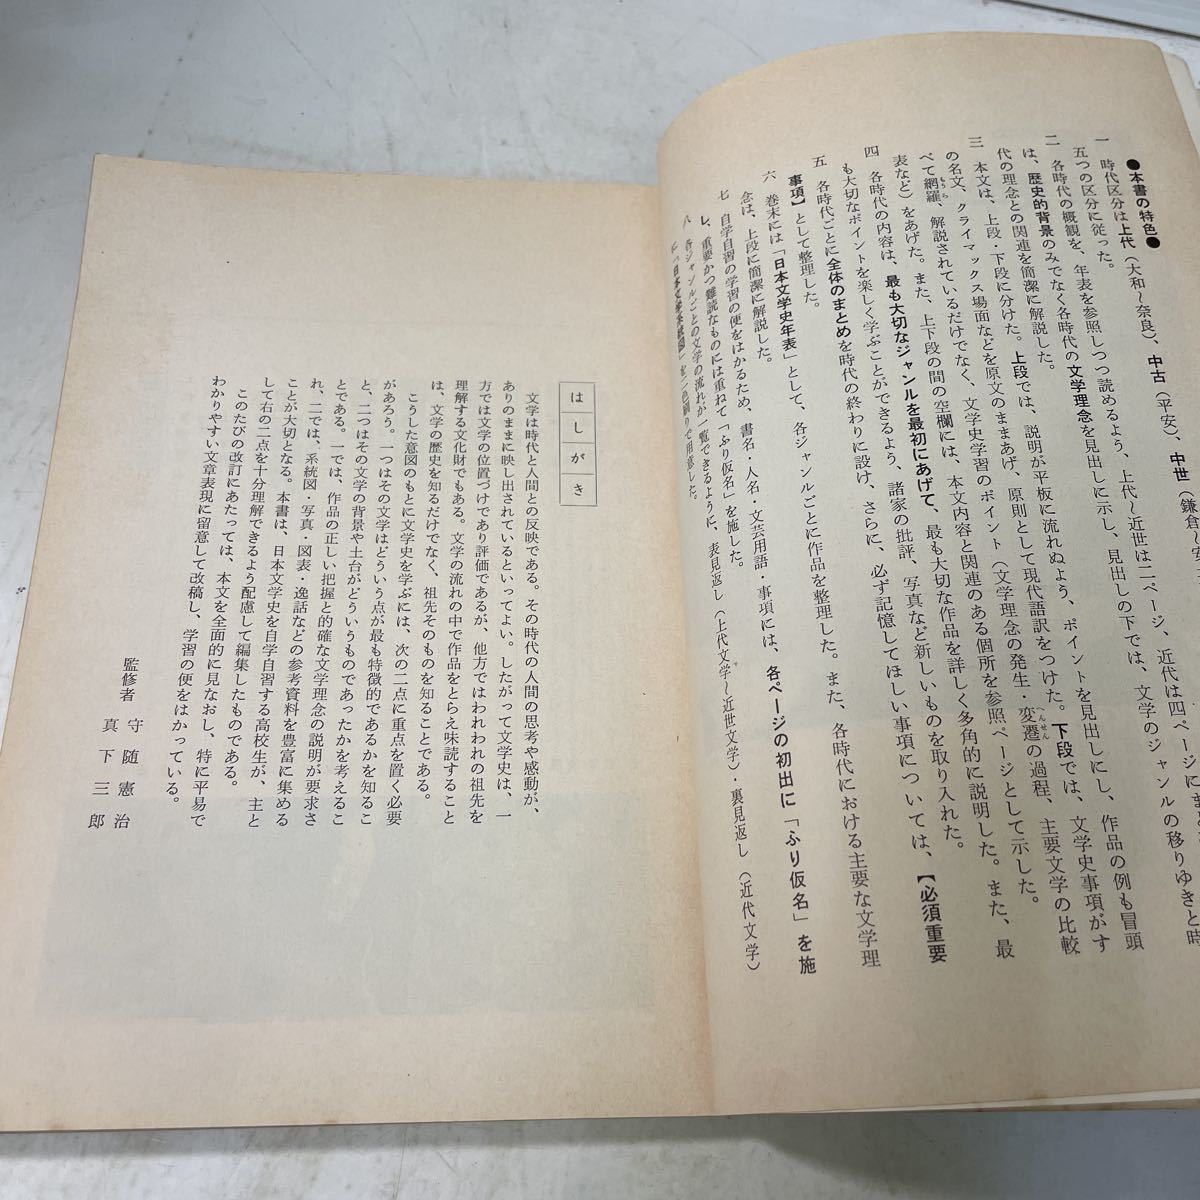 ●本書の特色●
一　時代区分は上代（大和～奈良）、中古（平安）、中世（鎌倉～安
五つの区分に従った。
二　各時代の概観を、年表を参照しつつ読めるよう、上代～近世は二ページ、近代は四ページにま
は、歴史的背景のみでなく各時代の文学理念を見出しに示し、見出しの下では、文学のジャンルの移りゆきと時
代の理念との関連を簡潔に解説した。
三　本文は、上段・下段に分けた。上段では、説明が平板に流れぬよう、ポイントを見出しにし、作品の例も冒頭
の名文、クライマックス場面などを原文のままあげ、原則として現代語訳をつけた。下段では、文学史事項がす
べて網羅、解説されているだけでなく、文学史学習のポイント（文学理念の発生・変遷の過程、主要文学の比較
表など）をあげた。また、上下段の間の空欄には、本文内容と関連のある個所を参照ページとして示した。また、最
四　各時代の内容は、最も大切なジャンルを最初にあげて、最も大切な作品を詳しく多角的に説明した。
も大切なポイントを楽しく学ぶことができるよう、諸家の批評、写真など新しいものを取り入れた。
五　各時代ごとに全体のまとめを時代の終わりに設け、さらに、必ず記憶してほしい事項については、【必須重要
事項】として整理した。
六　巻末には「日本文学史年表」として、各ジャンルごとに作品を整理した。また、各時代における主要な文学理
念は、上段に簡潔に解説した。
七　自学自習の学習の便をはかるため、書名・人名・文芸用語・事項には、各ページの初出に「ふり仮名」を施
し、重要かつ難読なものには重ねて「ふり仮名」を施した。
八　各ジャンルごとの文学の流れが一覧できるように、表見返し（上代文学～近世文学）・裏見返し（近代文学）
に「日本文学系統図」を二色刷りで用意した。
はしがき
　文学は時代と人間との反映である。その時代の人間の思考や感動が、
ありのままに映し出されているといってよい。したがって文学史は、一
方では文学の位置づけであり評価であるが、他方ではわれわれの祖先を
理解する文化財でもある。文学の流れの中で作品をとらえ味読すること
は、文学の歴史を知るだけでなく、祖先そのものを知ることである。
　こうした意図のもとに文学史を学ぶには、次の二点に重点を置く必要
があろう。一つはその文学はどういう点が最も特徴的であるかを知るこ
と、二つはその文学の背景や土台がどういうものであったかを考えるこ
とである。一では、作品の正しい把握と的確な文学理念の説明が要求さ
れ、二では、系統図・写真・図表・逸話などの参考資料を豊富に集める
ことが大切となる。本書は、日本文学史を自学自習する高校生が、主と
して右の二点を十分理解できるよう配慮して編集したものである。
　このたびの改訂にあたっては、本文を全面的に見なおし、特に平易で
わかりやすい文章表現に留意して改稿し、学習の便をはかっている。
監修者　守随憲治
真下三郎